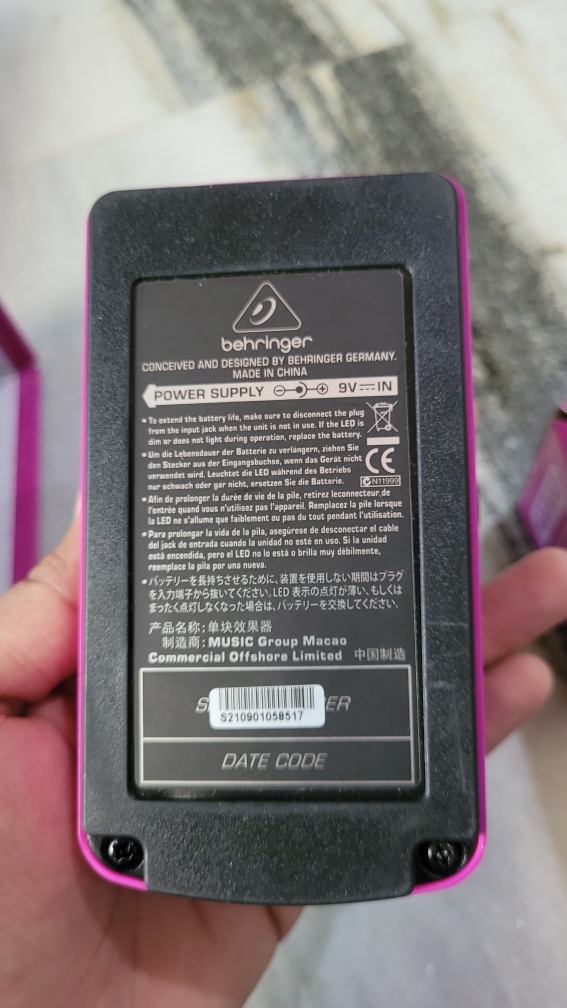 behringer
CONCEIVED AND DESIGNED BY BEHRINGER GERMANY.
MADE IN CHINA
POWER SUPPLY 9V IN
• To extend the battery life, make sure to disconnect the plug
from the input jack when the unit is not in use. If the LED is
dim or does not light during operation, replace the battery.
• Um die Lebensdauer der Batterie zu verlängern, ziehen Sie
den Stecker aus der Eingangsbuchse, wenn das Gerät nicht
verwendet wird. Leuchtet die LED während des Betriebs
nur schwach oder gar nicht, ersetzen Sie die Batterie.
CE
N11999
• Afin de prolonger la durée de vie de la pile, retirez leconnecteur de
l'entrée quand vous n'utilisez pas l'appareil. Remplacez la pile lorsque
la LED ne s'allume que faiblement ou pas du tout pendant l'utilisation.
• Para prolongar la vida de la pila, asegúrese de desconectar el cable
del jack de entrada cuando la unidad no esté en uso. Si la unidad
está encendida, pero el LED no lo está o brilla muy débilmente,
reemplace la pila por una nueva.
• バッテリーを長持ちさせるために、装置を使用しない期間はプラグ
を入力端子から抜いてください。LED 表示の点灯が薄い、もしくは
まったく点灯しなくなった場合は、バッテリーを交換してください。
产品名称: 单块效果器
制造商: MUSIC Group Macao
Commercial Offshore Limited 中国制造
S ER
S210901058517
DATE CODE